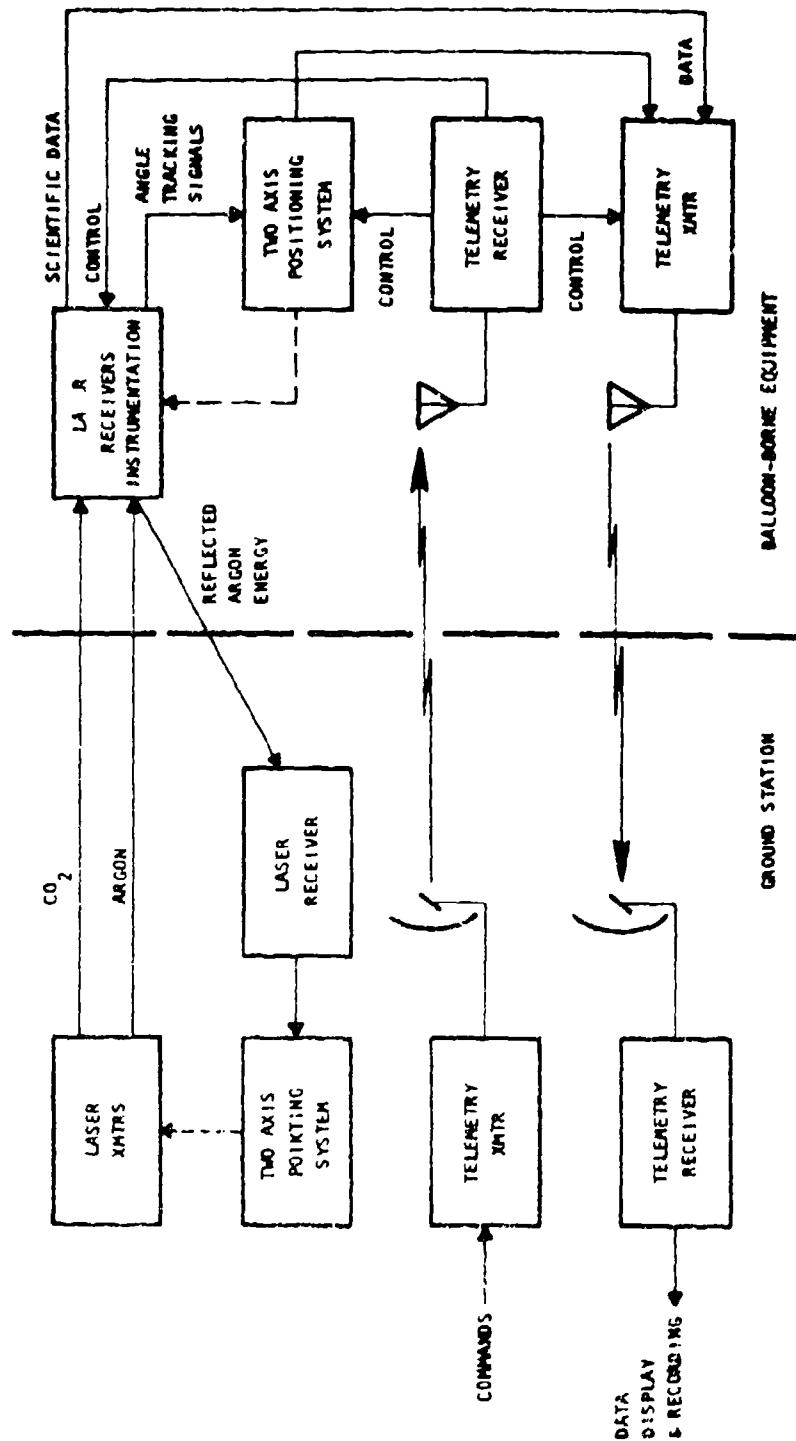 CO2
ARGON
LASER
XMTRS
TWO AXIS
POINTING
SYSTEM
LASER
RECEIVER
REFLECTED
ARGON
ENERGY
LA R
RECEIVERS
INSTRUMENTATION
SCIENTIFIC DATA
CONTROL
ANGLE
TRACKING
SIGNALS
TWO AXIS
POSITIONING
SYSTEM
CONTROL
TELEMETRY
RECEIVER
CONTROL
TELEMETRY
XMTR
DATA
COMMANDS
TELEMETRY
XMTR
DATA
DISPLAY
& RECORDING
TELEMETRY
RECEIVER
GROUND STATION
BALLOON-BORNE EQUIPMENT